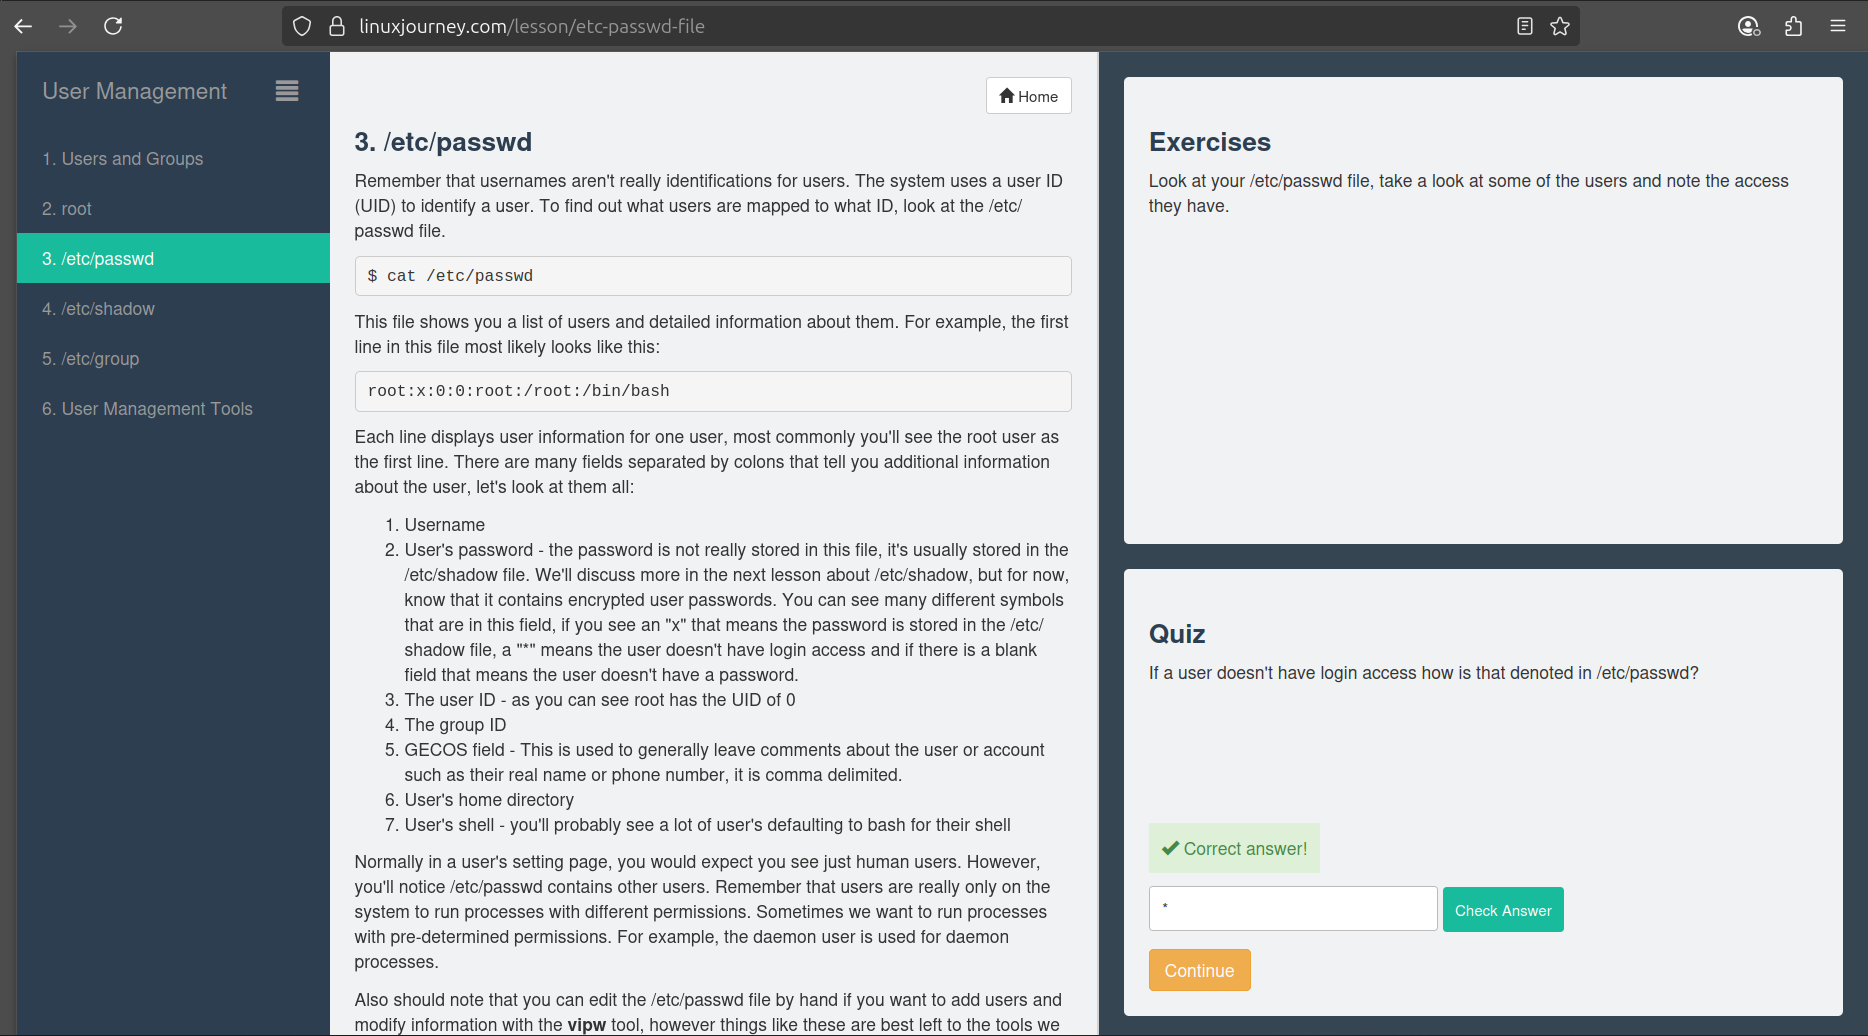 linuxjourney.com/lesson/etc-passwd-file
User Management
1. Users and Groups
2. root
3. /etc/passwd
4. /etc/shadow
5. /etc/group
6. User Management Tools
Home
3. /etc/passwd
Remember that usernames aren't really identifications for users. The system uses a user ID
(UID) to identify a user. To find out what users are mapped to what ID, look at the /etc/
passwd file.
$ cat /etc/passwd
This file shows you a list of users and detailed information about them. For example, the first
line in this file most likely looks like this:
root:x:0:0:root:/root:/bin/bash
Each line displays user information for one user, most commonly you'll see the root user as
the first line. There are many fields separated by colons that tell you additional information
about the user, let's look at them all:
1. Username
2. User's password - the password is not really stored in this file, it's usually stored in the
/etc/shadow file. We'll discuss more in the next lesson about /etc/shadow, but for now,
know that it contains encrypted user passwords. You can see many different symbols
that are in this field, if you see an "x" that means the password is stored in the /etc/
shadow file, a "*" means the user doesn't have login access and if there is a blank
field that means the user doesn't have a password.
3. The user ID - as you can see root has the UID of 0
4. The group ID
5. GECOS field - This is used to generally leave comments about the user or account
such as their real name or phone number, it is comma delimited.
6. User's home directory
7. User's shell - you'll probably see a lot of user's defaulting to bash for their shell
Normally in a user's setting page, you would expect you see just human users. However,
you'll notice /etc/passwd contains other users. Remember that users are really only on the
system to run processes with different permissions. Sometimes we want to run processes
with pre-determined permissions. For example, the daemon user is used for daemon
processes.
Also should note that you can edit the /etc/passwd file by hand if you want to add users and
modify information with the vipw tool, however things like these are best left to the tools we
Exercises
Look at your /etc/passwd file, take a look at some of the users and note the access
they have.
Quiz
If a user doesn't have login access how is that denoted in /etc/passwd?
Correct answer!
*
Check Answer
Continue